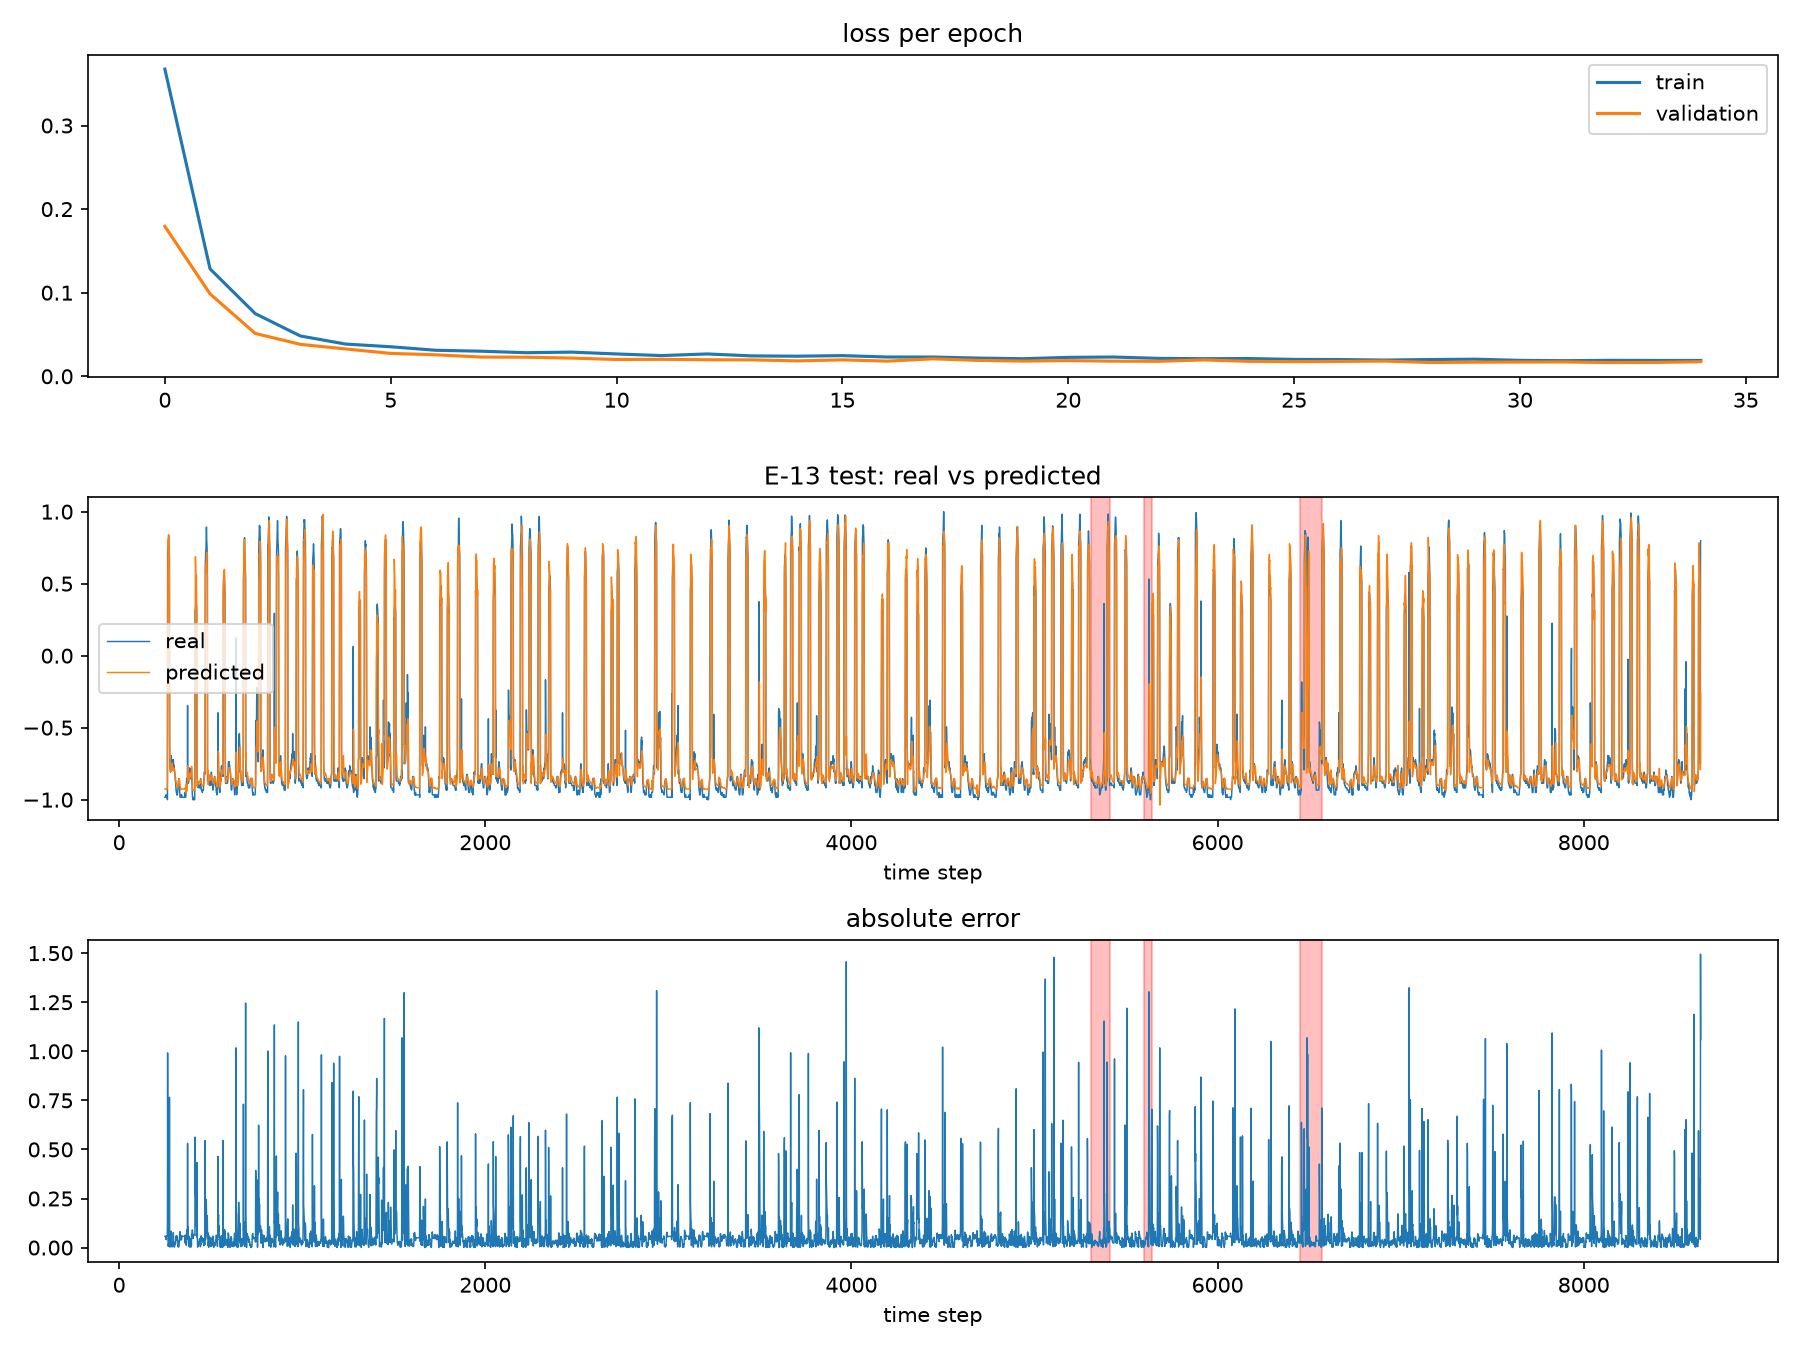 loss per epoch
train
validation
0.3
0.2
0.1
0.0
0 5 10 15 20 25 30 35
E-13 test: real vs predicted
1.0
0.5
0.0
−0.5
−1.0
real
predicted
0 2000 4000 6000 8000
time step
absolute error
1.50
1.25
1.00
0.75
0.50
0.25
0.00
0 2000 4000 6000 8000
time step